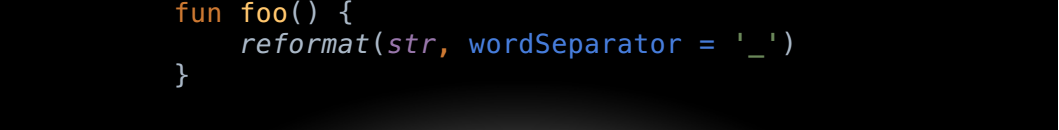 fun foo() {
    reformat(str, wordSeparator = '_')
}